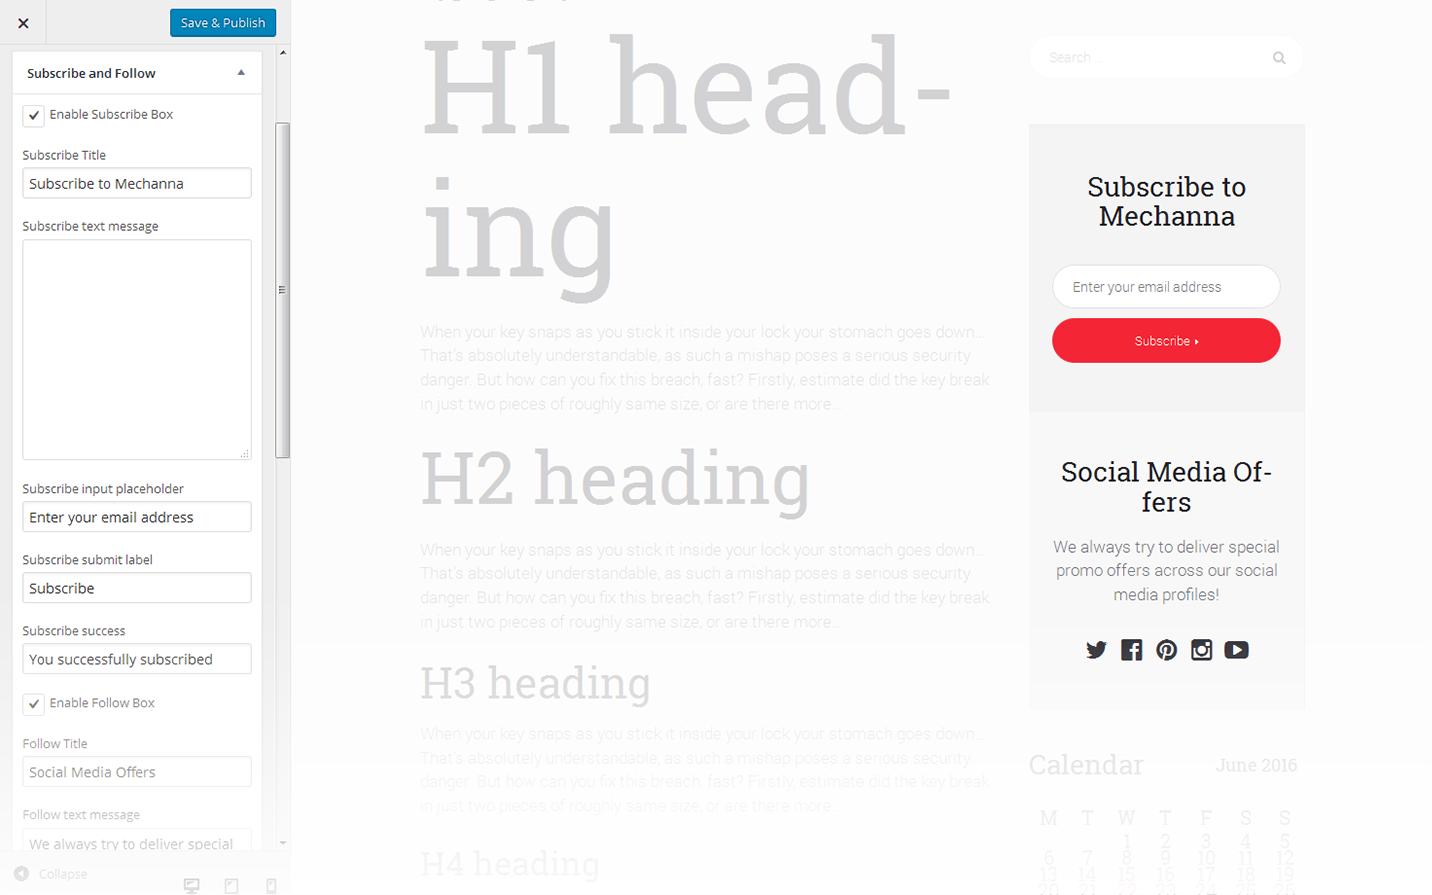 Save & Publish
Subscribe and Follow
Enable Subscribe Box
Subscribe Title
Subscribe to Mechanna
Subscribe text message
Subscribe input placeholder
Enter your email address
Subscribe submit label
Subscribe
Subscribe success
You successfully subscribed
Enable Follow Box
Follow Title
Social Media Offers
Follow text message
We always try to deliver special
Collapse
H1 head-
ing
When your key snaps as you stick it inside your lock your stomach goes down...
That's absolutely understandable, as such a mishap poses a serious security
danger. But how can you fix this breach, fast? Firstly, estimate did the key break
in just two pieces of roughly same size, or are there more...
H2 heading
When your key snaps as you stick it inside your lock your stomach goes down...
That's absolutely understandable, as such a mishap poses a serious security
danger. But how can you fix this breach, fast? Firstly, estimate did the key break
in just two pieces of roughly same size, or are there more...
H3 heading
When your key snaps as you stick it inside your lock your stomach goes down...
That's absolutely understandable, as such a mishap poses a serious security
danger. But how can you fix this breach, fast? Firstly, estimate did the key break
in just two pieces of roughly same size, or are there more...
H4 heading
Search ...
Subscribe to
Mechanna
Enter your email address
Subscribe
Social Media Of-
fers
We always try to deliver special
promo offers across our social
media profiles!
Calendar June 2016
M T W T F S S
1 2 3 4 5
6 7 8 9 10 11 12
13 14 15 16 17 18 19
20 21 22 23 24 25 26